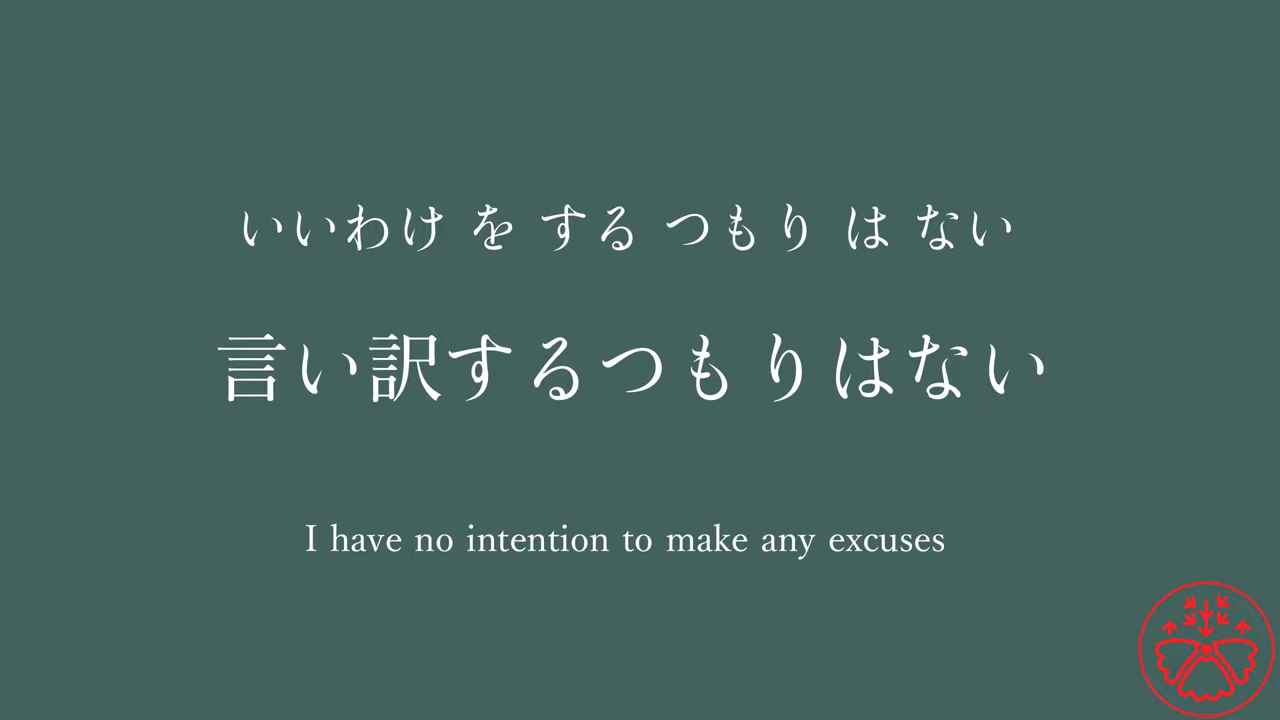 いいわけ を する つもり は ない
言い訳するつもりはない
I have no intention to make any excuses